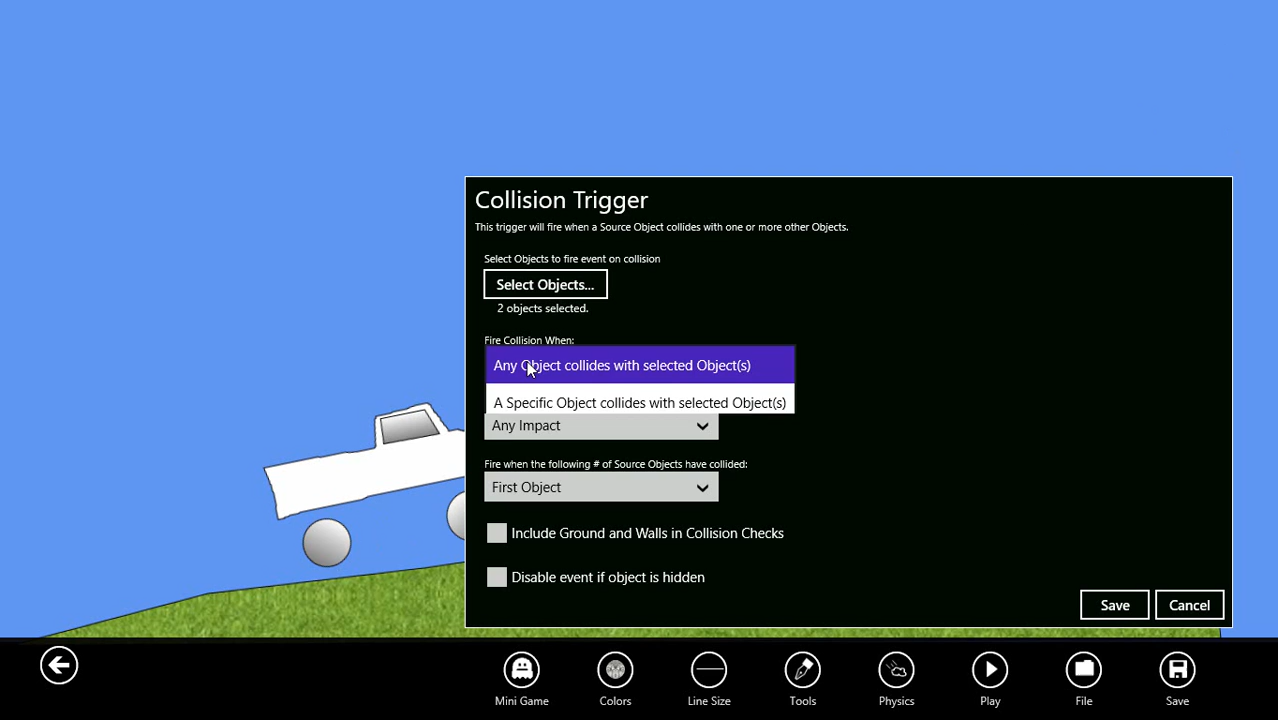 Collision Trigger
This trigger will fire when a Source Object collides with one or more other Objects.
Select Objects to fire event on collision
Select Objects...
2 objects selected.
Fire Collision When:
Any Object collides with selected Object(s)
A Specific Object collides with selected Object(s)
Any Impact
Fire when the following # of Source Objects have collided:
First Object
Include Ground and Walls in Collision Checks
Disable event if object is hidden
Save Cancel
Mini Game Colors Line Size Tools Physics Play File Save